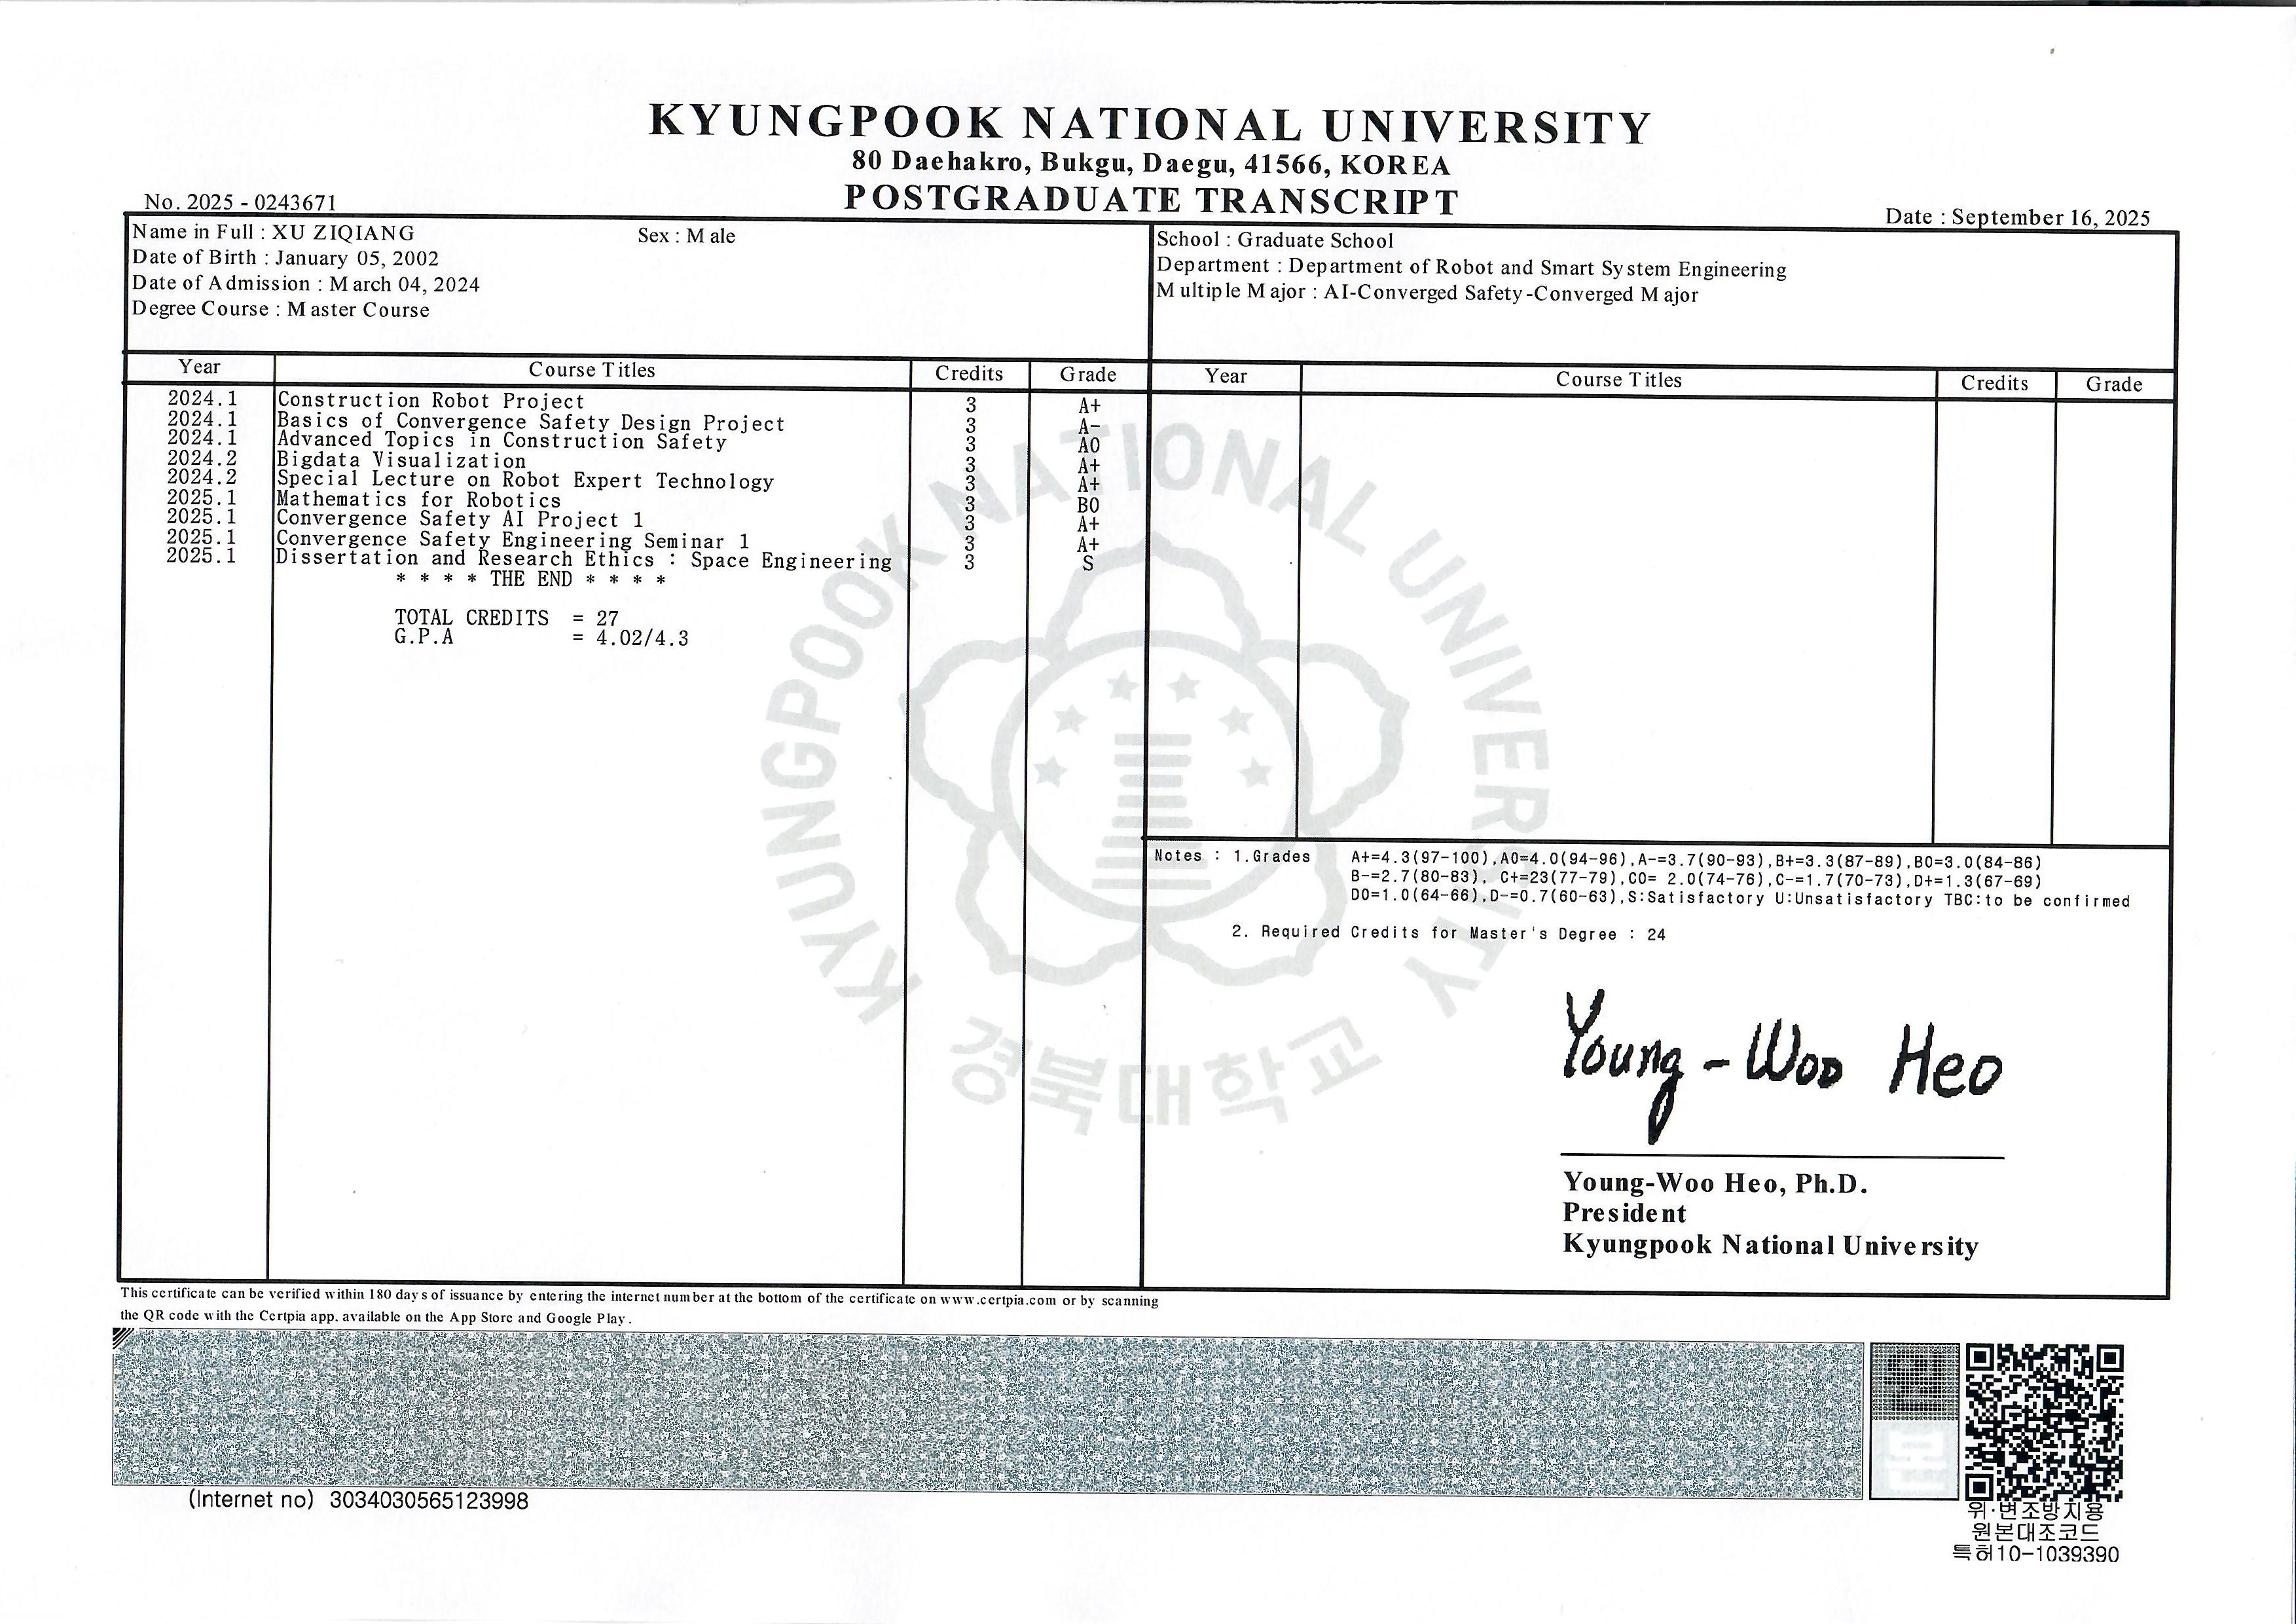 KYUNGPOOK NATIONAL UNIVERSITY
80 Daehakro, Bukgu, Daegu, 41566, KOREA
POSTGRADUATE TRANSCRIPT
No. 2025 - 0243671
Date : September 16, 2025
Name in Full : XU ZIQIANG Sex : Male
Date of Birth : January 05, 2002
Date of Admission : March 04, 2024
Degree Course : Master Course
School : Graduate School
Department : Department of Robot and Smart System Engineering
Multiple Major : AI-Converged Safety-Converged Major
Year Course Titles Credits Grade Year Course Titles Credits Grade
2024.1 Construction Robot Project 3 A+
2024.1 Basics of Convergence Safety Design Project 3 A-
2024.1 Advanced Topics in Construction Safety 3 A0
2024.2 Bigdata Visualization 3 A+
2024.2 Special Lecture on Robot Expert Technology 3 A+
2025.1 Mathematics for Robotics 3 B0
2025.1 Convergence Safety AI Project 1 3 A+
2025.1 Convergence Safety Engineering Seminar 1 3 A+
2025.1 Dissertation and Research Ethics : Space Engineering 3 S
* * * * THE END * * * *
TOTAL CREDITS = 27
G.P.A = 4.02/4.3
KYUNGPOOK NATIONAL UNIVERSITY
경북대학교
Notes : 1.Grades A+=4.3(97-100),A0=4.0(94-96),A-=3.7(90-93),B+=3.3(87-89),B0=3.0(84-86)
B-=2.7(80-83), C+=23(77-79),C0= 2.0(74-76),C-=1.7(70-73),D+=1.3(67-69)
D0=1.0(64-66),D-=0.7(60-63),S:Satisfactory U:Unsatisfactory TBC:to be confirmed
2. Required Credits for Master's Degree : 24
Young-Woo Heo
Young-Woo Heo, Ph.D.
President
Kyungpook National University
This certificate can be verified within 180 days of issuance by entering the internet number at the bottom of the certificate on www.certpia.com or by scanning
the QR code with the Certpia app. available on the App Store and Google Play.
(Internet no) 3034030565123998
위·변조방지용
원본대조코드
특허10-1039390